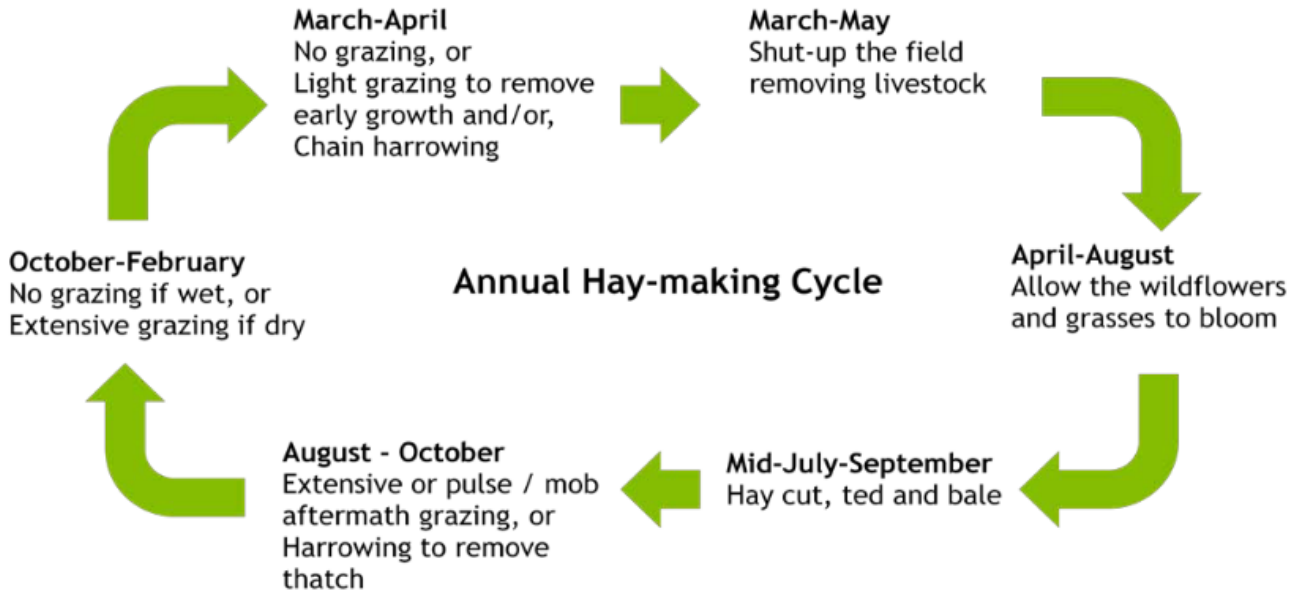 March-April
No grazing, or
Light grazing to remove
early growth and/or,
Chain harrowing
March-May
Shut-up the field
removing livestock
April-August
Allow the wildflowers
and grasses to bloom
Mid-July-September
Hay cut, ted and bale
August - October
Extensive or pulse / mob
aftermath grazing, or
Harrowing to remove
thatch
October-February
No grazing if wet, or
Extensive grazing if dry
Annual Hay-making Cycle